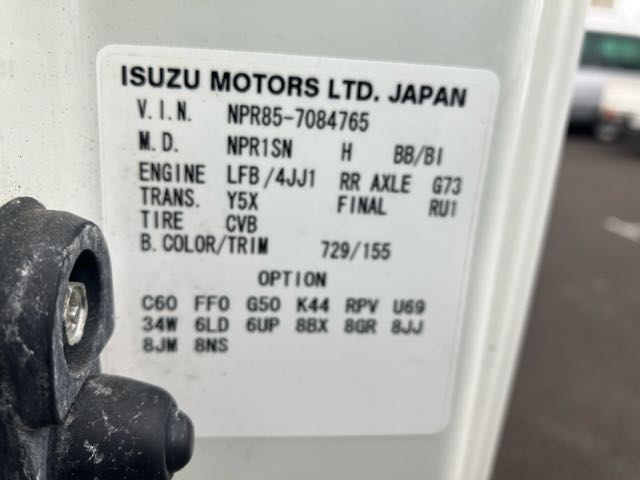 ISUZU MOTORS LTD. JAPAN
V.I.N. NPR85-7084765
M.D. NPR1SN H BB/BI
ENGINE LFB/4JJ1 RR AXLE G73
TRANS. Y5X FINAL RU1
TIRE CVB
B.COLOR/TRIM 729/155
OPTION
C60 FF0 G50 K44 RPV U69
34W 6LD 6UP 8BX 8GR 8JJ
8JM 8NS